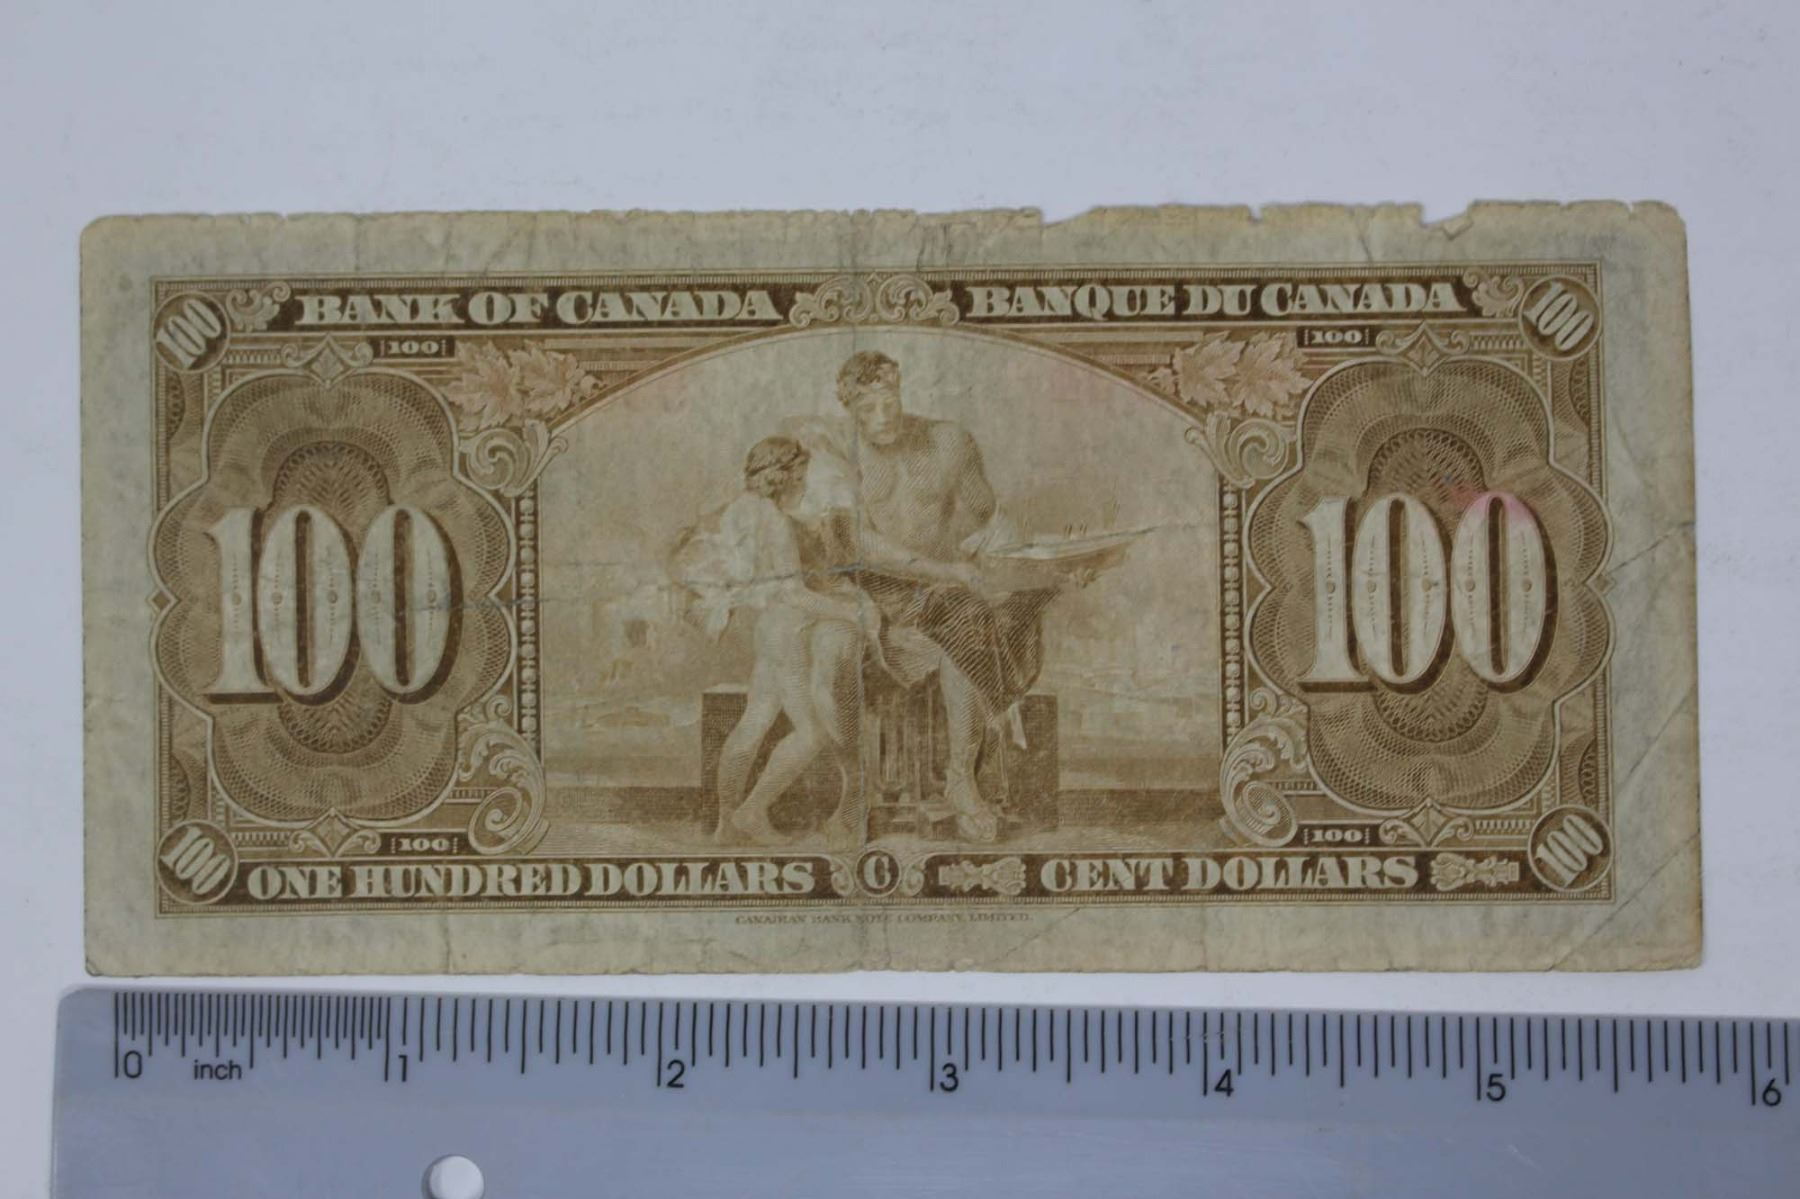 BANK OF CANADA BANQUE DU CANADA
100 100 100 100
100 100
100 100 100 100
ONE HUNDRED DOLLARS C CENT DOLLARS
CANADIAN BANK NOTE COMPANY, LIMITED.
0 inch 1 2 3 4 5 6